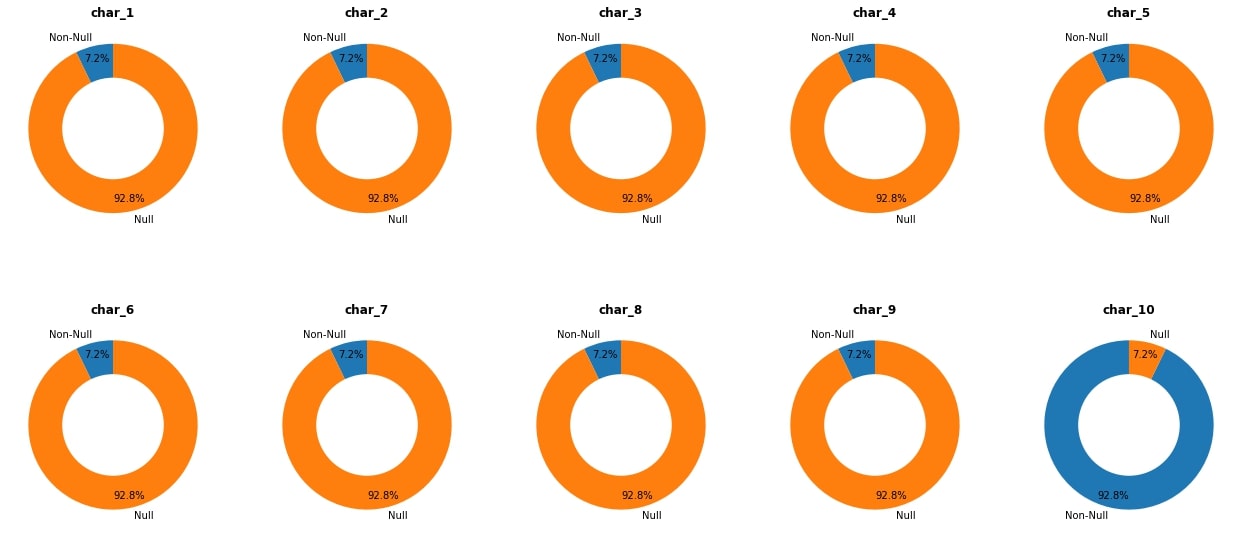 char_1 char_2 char_3 char_4 char_5
Non-Null Non-Null Non-Null Non-Null Non-Null
7.2% 7.2% 7.2% 7.2% 7.2%
92.8% 92.8% 92.8% 92.8% 92.8%
Null Null Null Null Null
char_6 char_7 char_8 char_9 char_10
Non-Null Non-Null Non-Null Non-Null Null
7.2% 7.2% 7.2% 7.2% 7.2%
92.8% 92.8% 92.8% 92.8% 92.8%
Null Null Null Null Non-Null